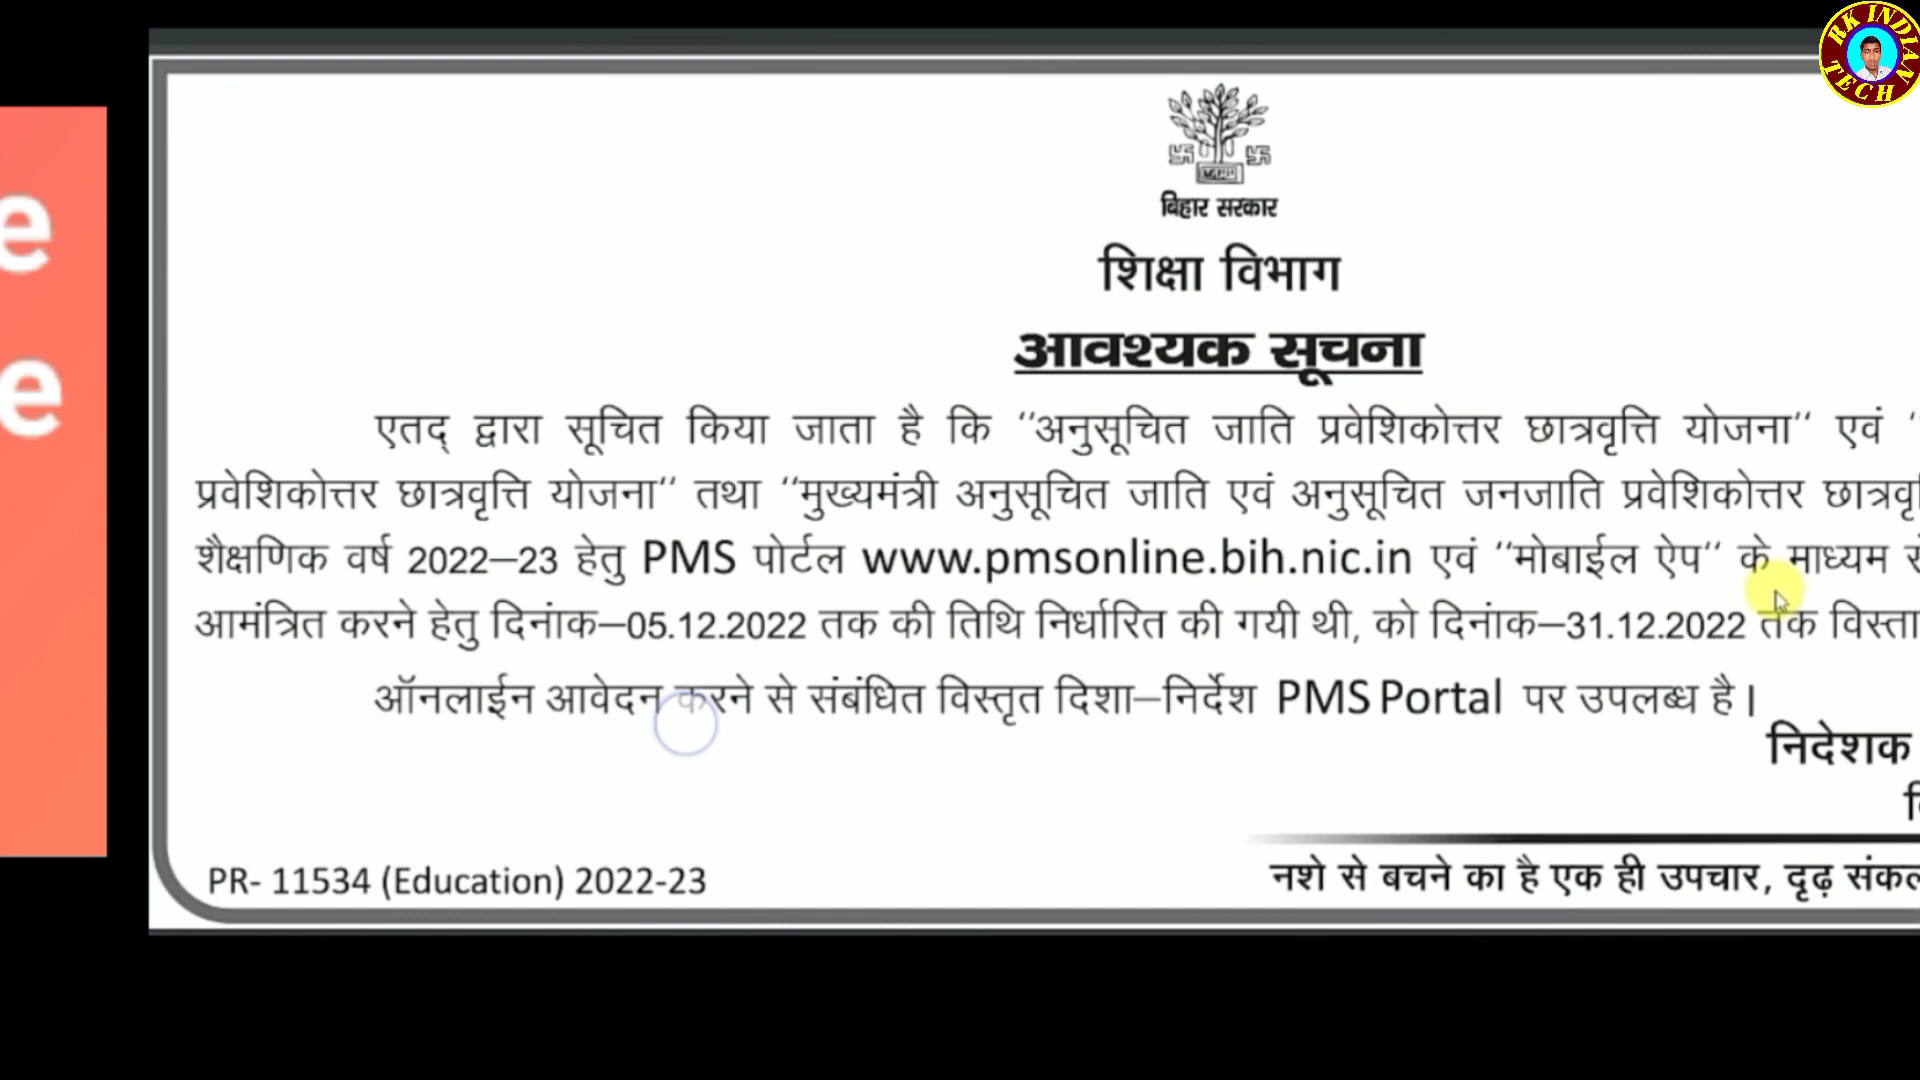 RK INDIAN TECH
e
e
बिहार सरकार
शिक्षा विभाग
आवश्यक सूचना
एतद् द्वारा सूचित किया जाता है कि ‘‘अनुसूचित जाति प्रवेशिकोत्तर छात्रवृत्ति योजना’’ एवं ‘‘
प्रवेशिकोत्तर छात्रवृत्ति योजना’’ तथा ‘‘मुख्यमंत्री अनुसूचित जाति एवं अनुसूचित जनजाति प्रवेशिकोत्तर
शैक्षणिक वर्ष 2022–23 हेतु PMS पोर्टल www.pmsonline.bih.nic.in एवं ‘‘मोबाईल ऐप’’ के माध्यम
आमंत्रित करने हेतु दिनांक–05.12.2022 तक की तिथि निर्धारित की गयी थी, को दिनांक–31.12.2022 तक
ऑनलाईन आवेदन करने से संबंधित विस्तृत दिशा–निर्देश PMS Portal पर उपलब्ध है।
निदेशक
PR- 11534 (Education) 2022-23
नशे से बचने का है एक ही उपचार, दृढ़